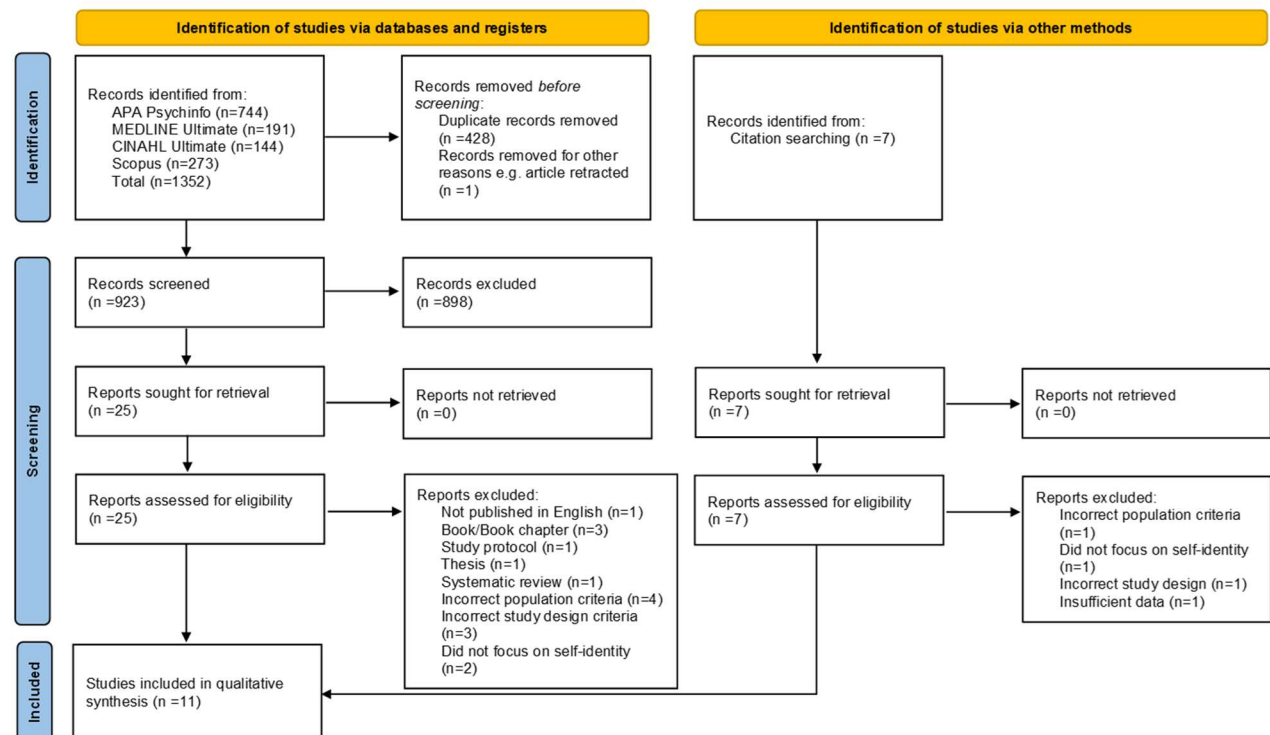 Identification of studies via databases and registers
Identification of studies via other methods
Identification
Records identified from:
APA Psychinfo (n=744)
MEDLINE Ultimate (n=191)
CINAHL Ultimate (n=144)
Scopus (n=273)
Total (n=1352)
Records removed before
screening:
Duplicate records removed
(n =428)
Records removed for other
reasons e.g. article retracted
(n =1)
Records identified from:
Citation searching (n =7)
Screening
Records screened
(n =923)
Records excluded
(n =898)
Reports sought for retrieval
(n =25)
Reports not retrieved
(n =0)
Reports sought for retrieval
(n =7)
Reports not retrieved
(n =0)
Reports assessed for eligibility
(n =25)
Reports excluded:
Not published in English (n=1)
Book/Book chapter (n=3)
Study protocol (n=1)
Thesis (n=1)
Systematic review (n=1)
Incorrect population criteria (n=4)
Incorrect study design criteria
(n=3)
Did not focus on self-identity
(n=2)
Reports assessed for eligibility
(n =7)
Reports excluded:
Incorrect population criteria
(n=1)
Did not focus on self-identity
(n=1)
Incorrect study design (n=1)
Insufficient data (n=1)
Included
Studies included in qualitative
synthesis (n =11)